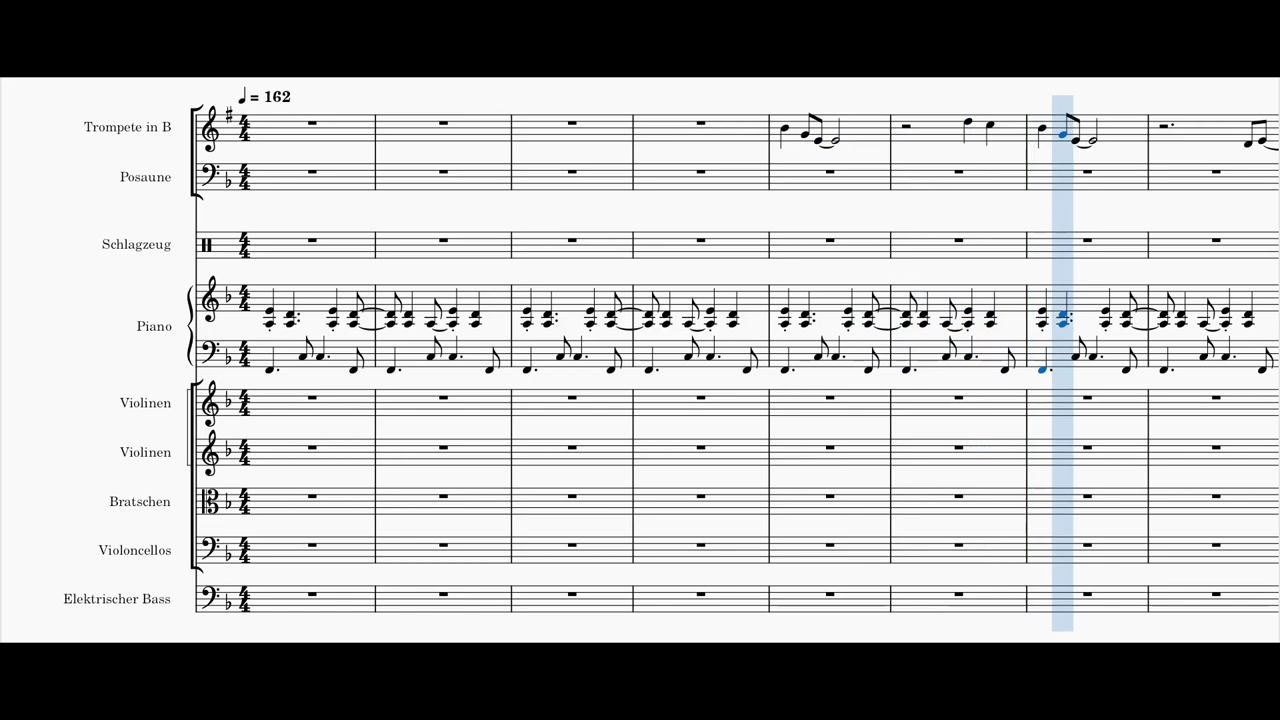 ♩ = 162
Trompete in B
Posaune
Schlagzeug
Piano
Violinen
Violinen
Bratschen
Violoncellos
Elektrischer Bass